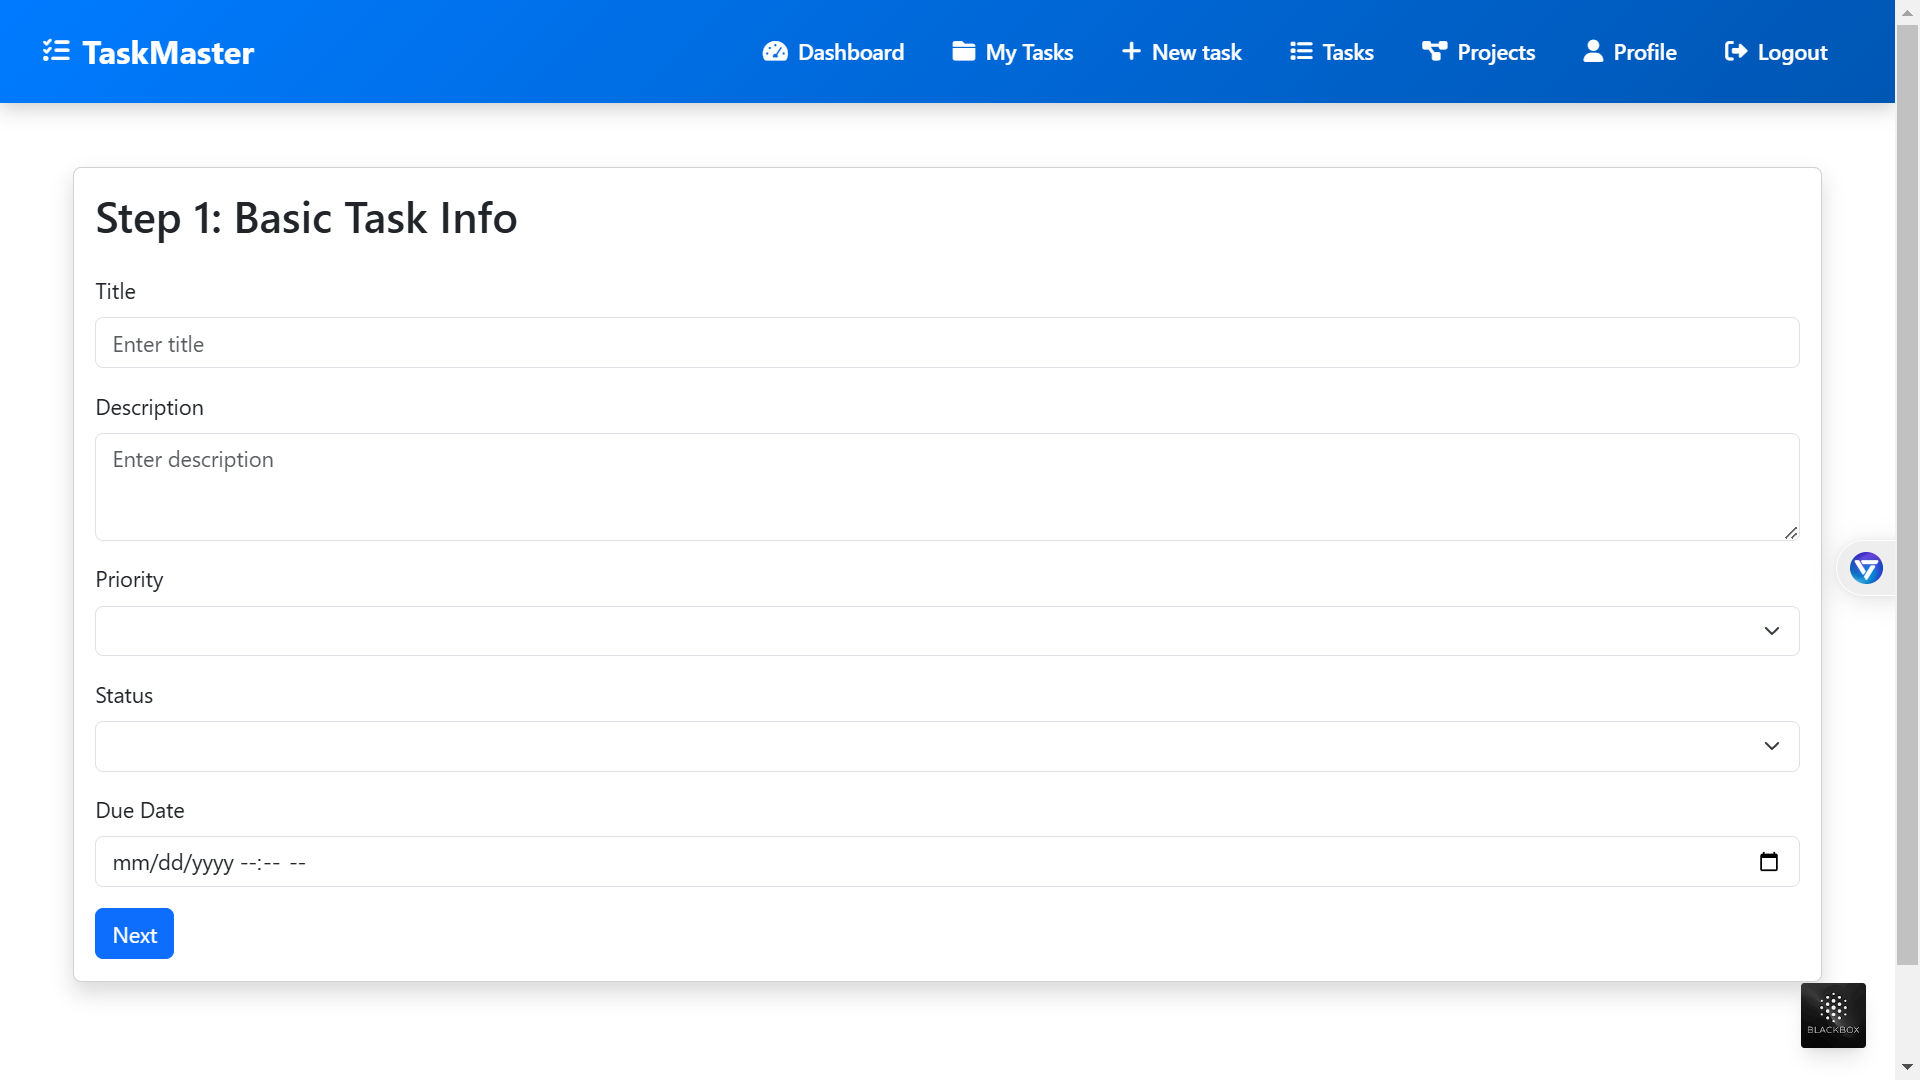 TaskMaster
Dashboard
My Tasks
New task
Tasks
Projects
Profile
Logout
Step 1: Basic Task Info
Title
Enter title
Description
Enter description
Priority
Status
Due Date
mm/dd/yyyy --:-- --
Next
BLACKBOX